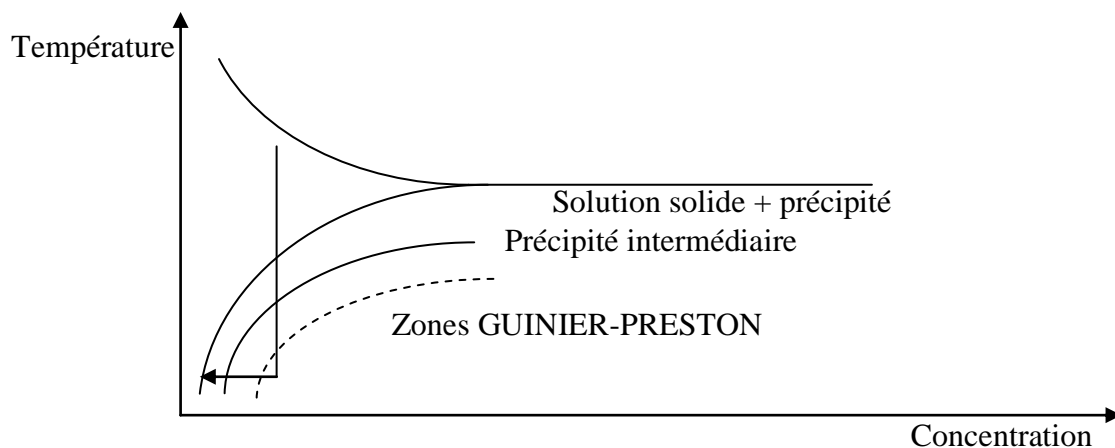 Température
Solution solide + précipité
Précipité intermédiaire
Zones GUINIER-PRESTON
Concentration